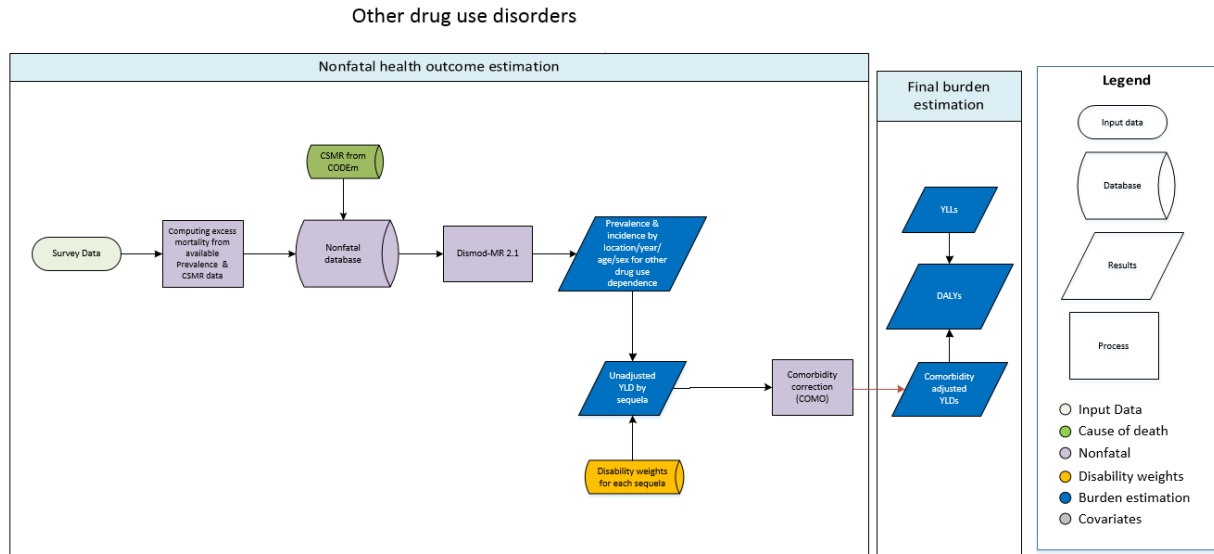 Other drug use disorders
Nonfatal health outcome estimation
CSMR from
CODEm
Survey Data
Computing excess
mortality from
available
Prevalence &
CSMR data
Nonfatal
database
Dismod-MR 2.1
Prevalence &
incidence by
location/year/
age/sex for other
drug use
dependence
Unadjusted
YLD by
sequela
Comorbidity
correction
(COMO)
Disability weights
for each sequela
Final burden
estimation
YLLs
DALYs
Comorbidity
adjusted
YLDs
Legend
Input data
Database
Results
Process
Input Data
Cause of death
Nonfatal
Disability weights
Burden estimation
Covariates